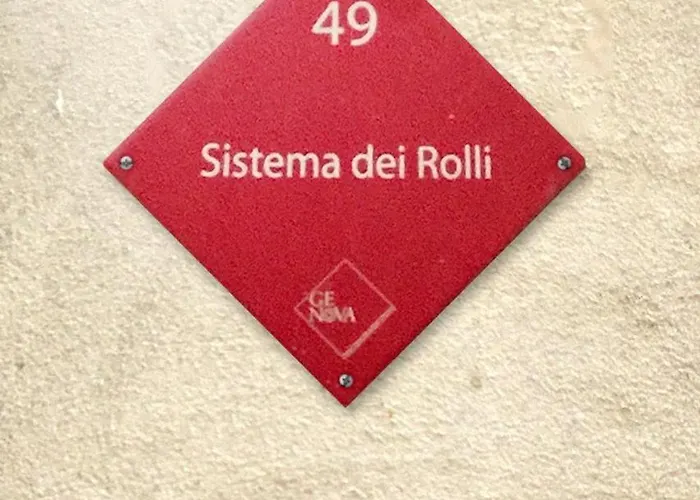 49
Sistema dei Rolli
GE
NOVA